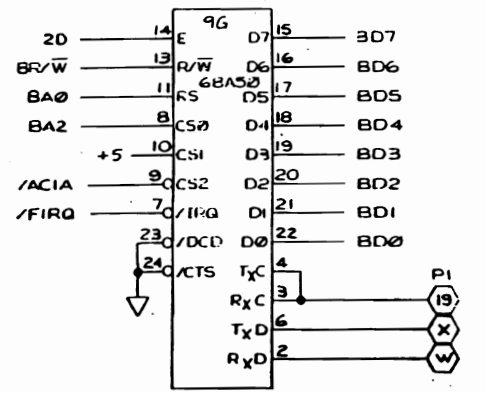 9G
2D 14 E D7 15 BD7
BR/W̅ 13 R/W̅ D6 16 BD6
68A50
BA0 11 RS D5 17 BD5
BA2 8 CS0 D4 18 BD4
+5 10 CS1 D3 19 BD3
/ACIA 9 CS2 D2 20 BD2
/FIRQ 7 /IRQ D1 21 BD1
23 /DCD D0 22 BD0
24 /CTS TXC 4
P1
RXC 3 19
TXD 6 X
RXD 2 W